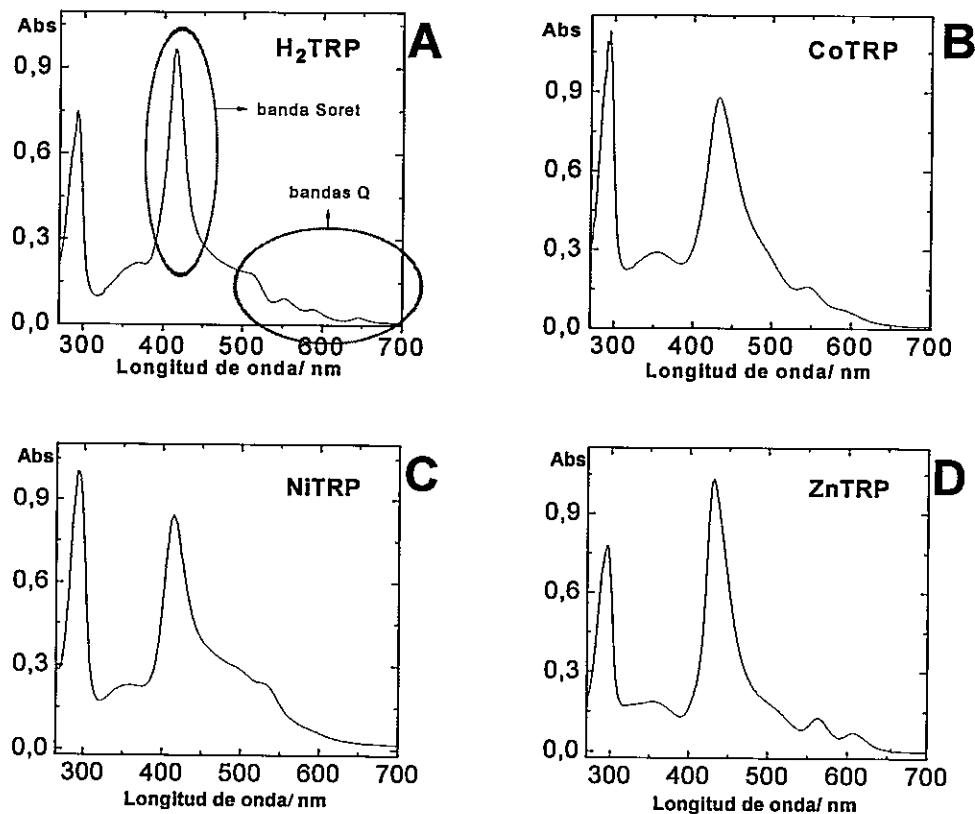 Abs
H₂TRP
A
0,9
banda Soret
0,6
bandas Q
0,3
0,0
300 400 500 600 700
Longitud de onda/ nm
Abs
CoTRP
B
0,9
0,6
0,3
0,0
300 400 500 600 700
Longitud de onda/ nm
Abs
NiTRP
C
0,9
0,6
0,3
0,0
300 400 500 600 700
Longitud de onda/ nm
Abs
ZnTRP
D
0,9
0,6
0,3
0,0
300 400 500 600 700
Longitud de onda/ nm